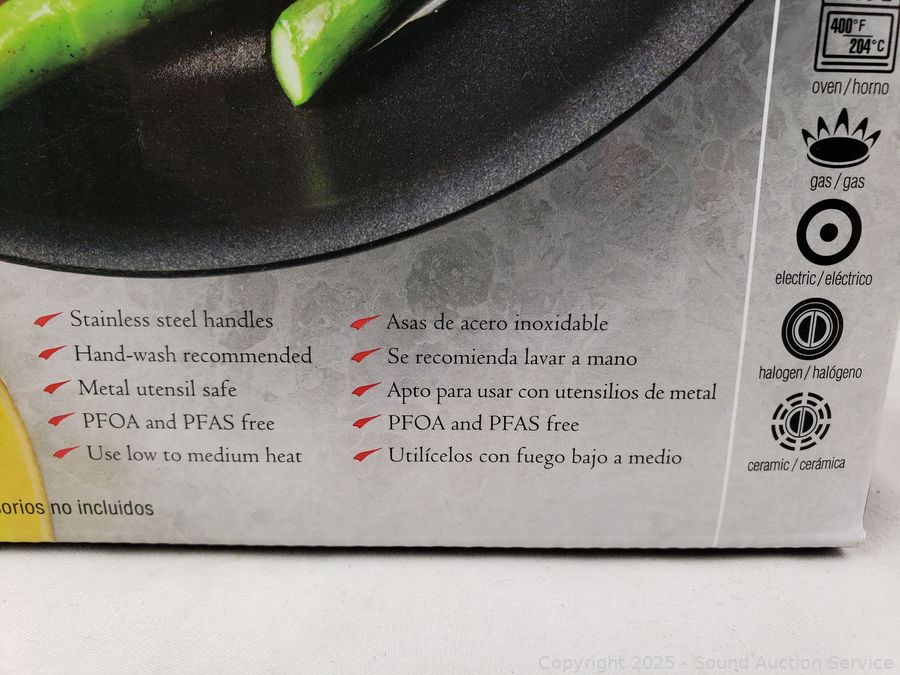 400°F
204°C
oven / horno
gas / gas
electric / eléctrico
halogen / halógeno
ceramic / cerámica
Stainless steel handles
Hand-wash recommended
Metal utensil safe
PFOA and PFAS free
Use low to medium heat
Asas de acero inoxidable
Se recomienda lavar a mano
Apto para usar con utensilios de metal
PFOA and PFAS free
Utilícelos con fuego bajo a medio
no incluidos
Copyright 2025 - Sound Auction Service